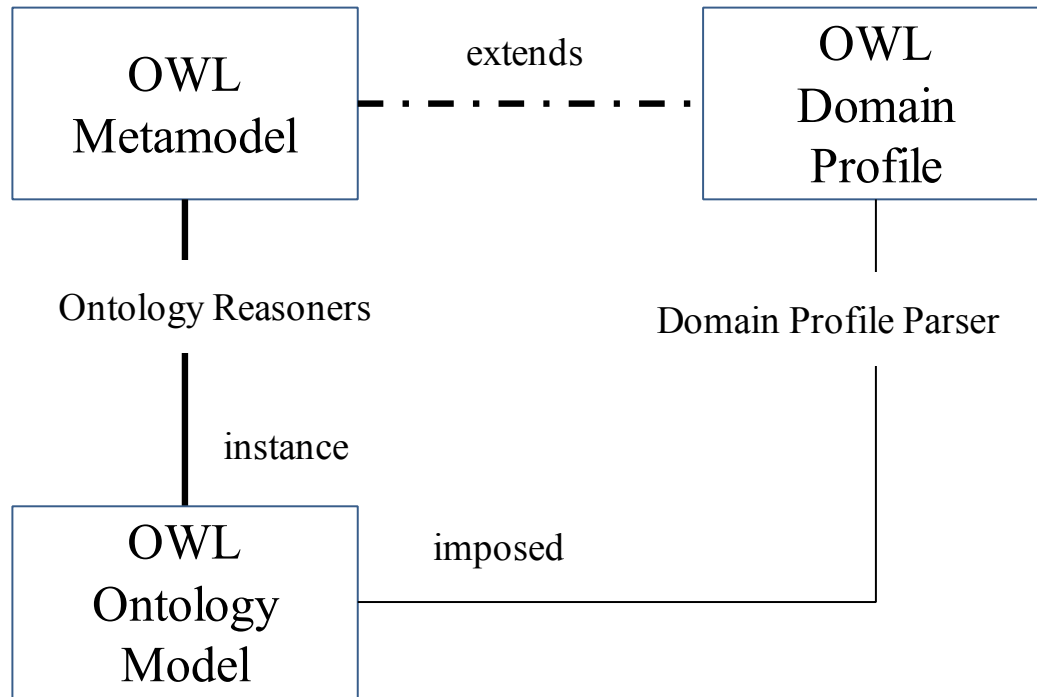 OWL
Metamodel
extends
OWL
Domain
Profile
Ontology Reasoners
Domain Profile Parser
instance
OWL
Ontology
Model
imposed